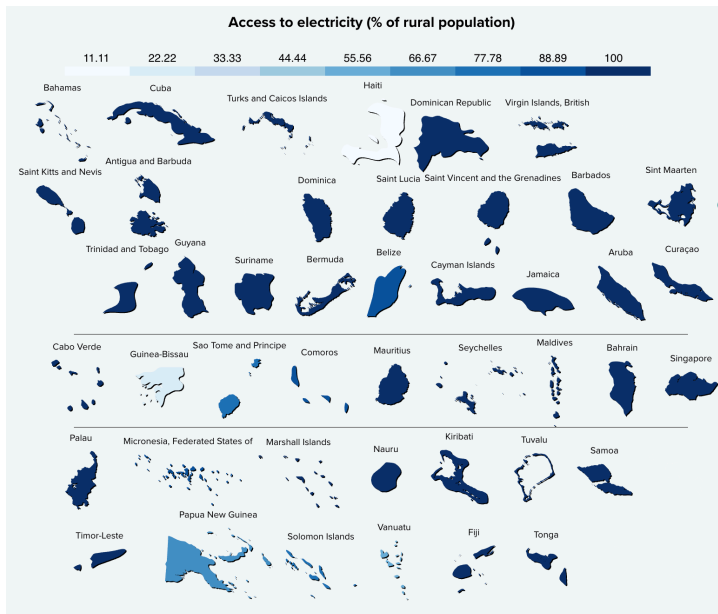 Access to electricity (% of rural population)
11.11 22.22 33.33 44.44 55.56 66.67 77.78 88.89 100
Bahamas
Cuba
Turks and Caicos Islands
Haiti
Dominican Republic
Virgin Islands, British
Saint Kitts and Nevis
Antigua and Barbuda
Dominica
Saint Lucia
Saint Vincent and the Grenadines
Barbados
Sint Maarten
Trinidad and Tobago
Guyana
Suriname
Bermuda
Belize
Cayman Islands
Jamaica
Aruba
Curaçao
Cabo Verde
Guinea-Bissau
Sao Tome and Principe
Comoros
Mauritius
Seychelles
Maldives
Bahrain
Singapore
Palau
Micronesia, Federated States of
Marshall Islands
Nauru
Kiribati
Tuvalu
Samoa
Timor-Leste
Papua New Guinea
Solomon Islands
Vanuatu
Fiji
Tonga